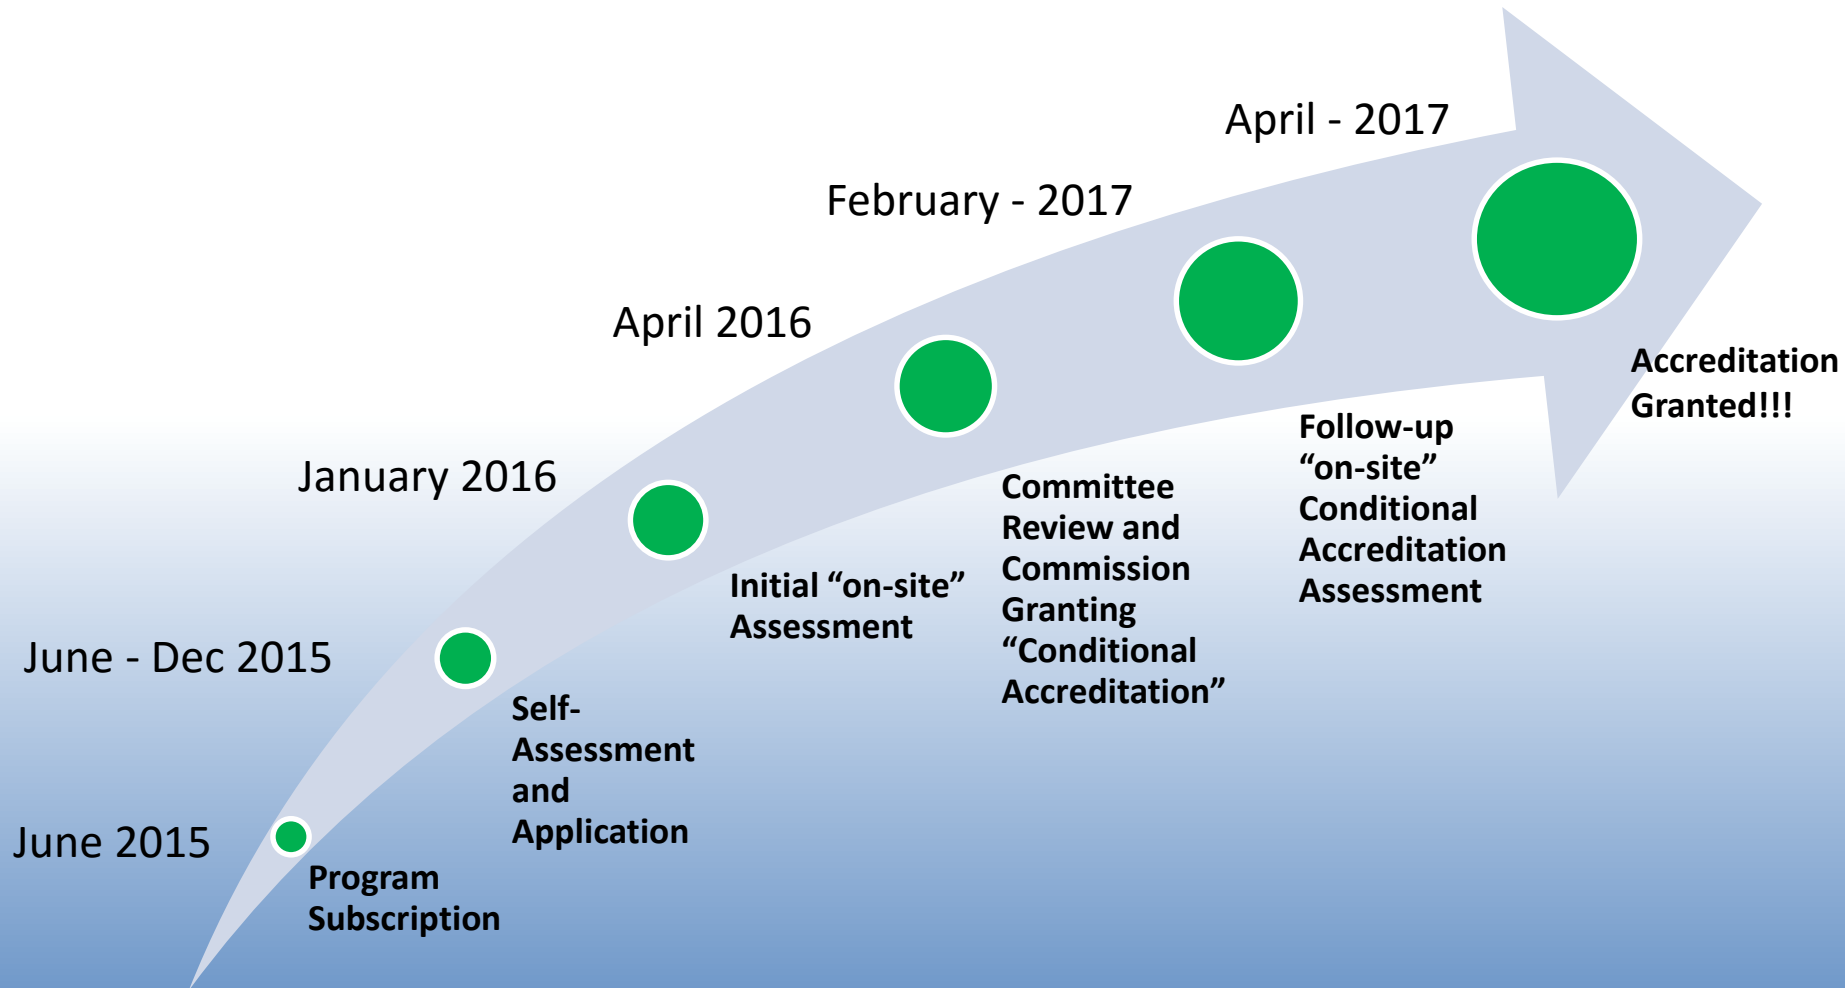 June 2015
Program
Subscription
June - Dec 2015
Self-
Assessment
and
Application
January 2016
Initial “on-site”
Assessment
April 2016
Committee
Review and
Commission
Granting
“Conditional
Accreditation”
February - 2017
Follow-up
“on-site”
Conditional
Accreditation
Assessment
April - 2017
Accreditation
Granted!!!